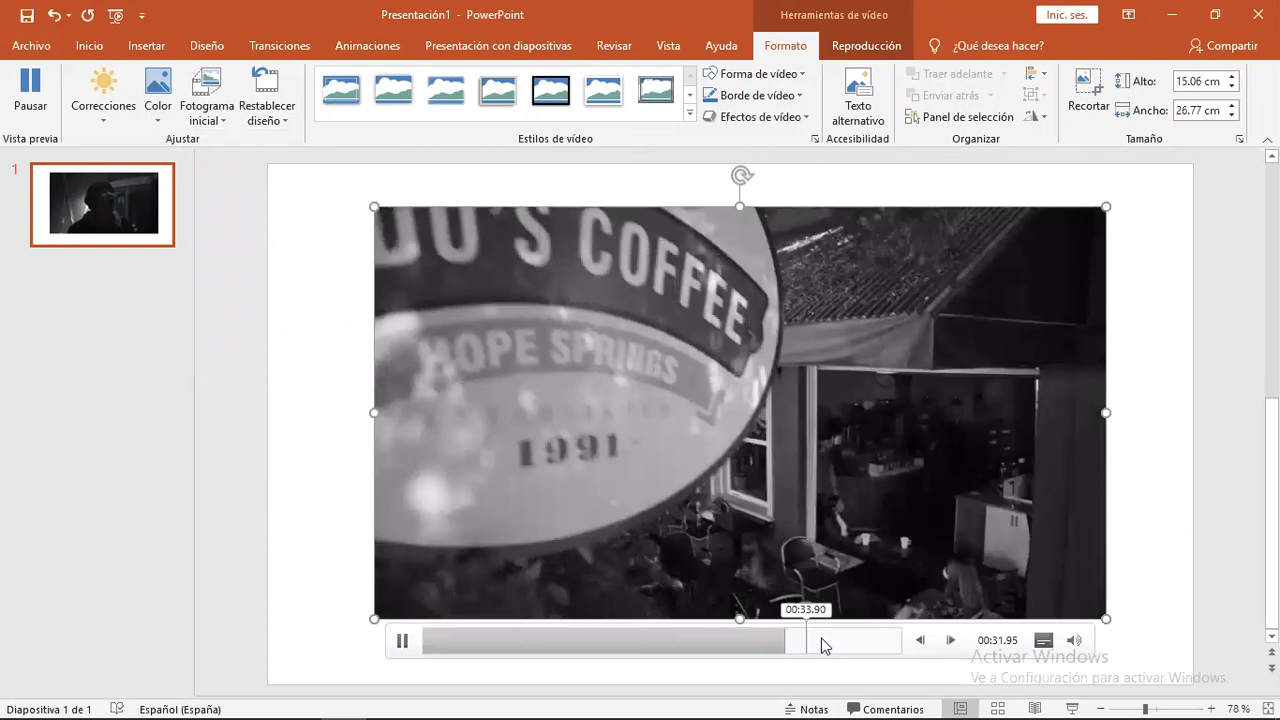 Presentación1 - PowerPoint
Herramientas de vídeo
Inic. ses.
Archivo
Inicio
Insertar
Diseño
Transiciones
Animaciones
Presentación con diapositivas
Revisar
Vista
Ayuda
Formato
Reproducción
¿Qué desea hacer?
Compartir
Pausar
Correcciones
Color
Fotograma inicial
Restablecer diseño
Forma de vídeo
Borde de vídeo
Efectos de vídeo
Texto alternativo
Traer adelante
Enviar atrás
Panel de selección
Recortar
Alto: 15.06 cm
Ancho: 26.77 cm
Vista previa
Ajustar
Estilos de vídeo
Accesibilidad
Organizar
Tamaño
1
'S COFFEE
HOPE SPRINGS
1991
00:33.90
00:31.95
Activar Windows
Ve a Configuración para activar Windows.
Diapositiva 1 de 1
Español (España)
Notas
Comentarios
78 %